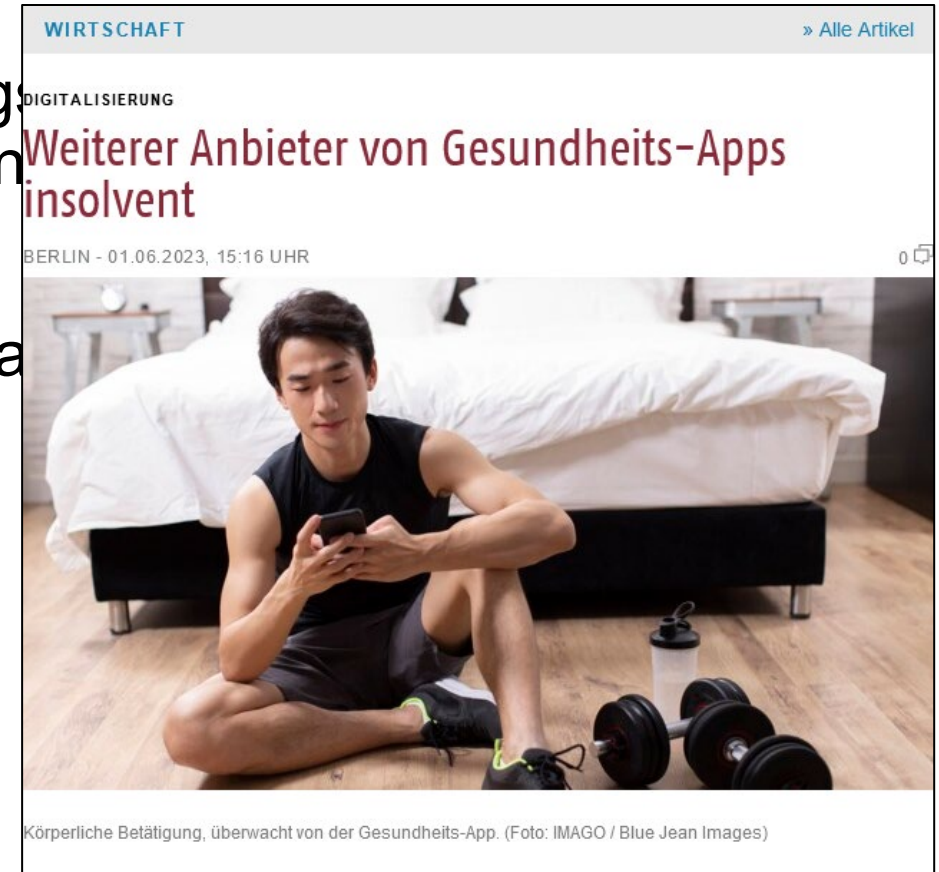 WIRTSCHAFT » Alle Artikel
DIGITALISIERUNG
Weiterer Anbieter von Gesundheits-Apps
insolvent
BERLIN - 01.06.2023, 15:16 UHR 0
Körperliche Betätigung, überwacht von der Gesundheits-App. (Foto: IMAGO / Blue Jean Images)